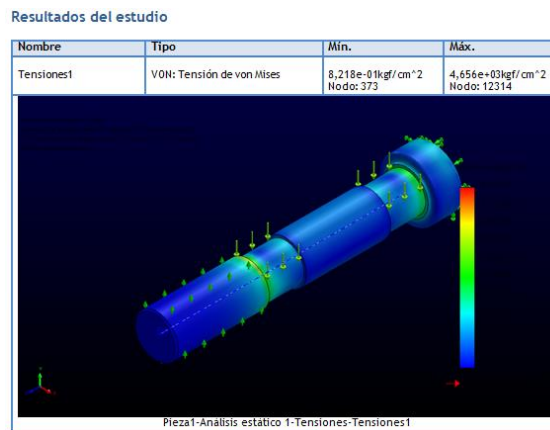 Resultados del estudio
Nombre Tipo Mín. Máx.
Tensiones1 VON: Tensión de von Mises 8,218e-01kgf/cm^2 4,656e+03kgf/cm^2
Nodo: 373 Nodo: 12314
Pieza1-Análisis estático 1-Tensiones-Tensiones1